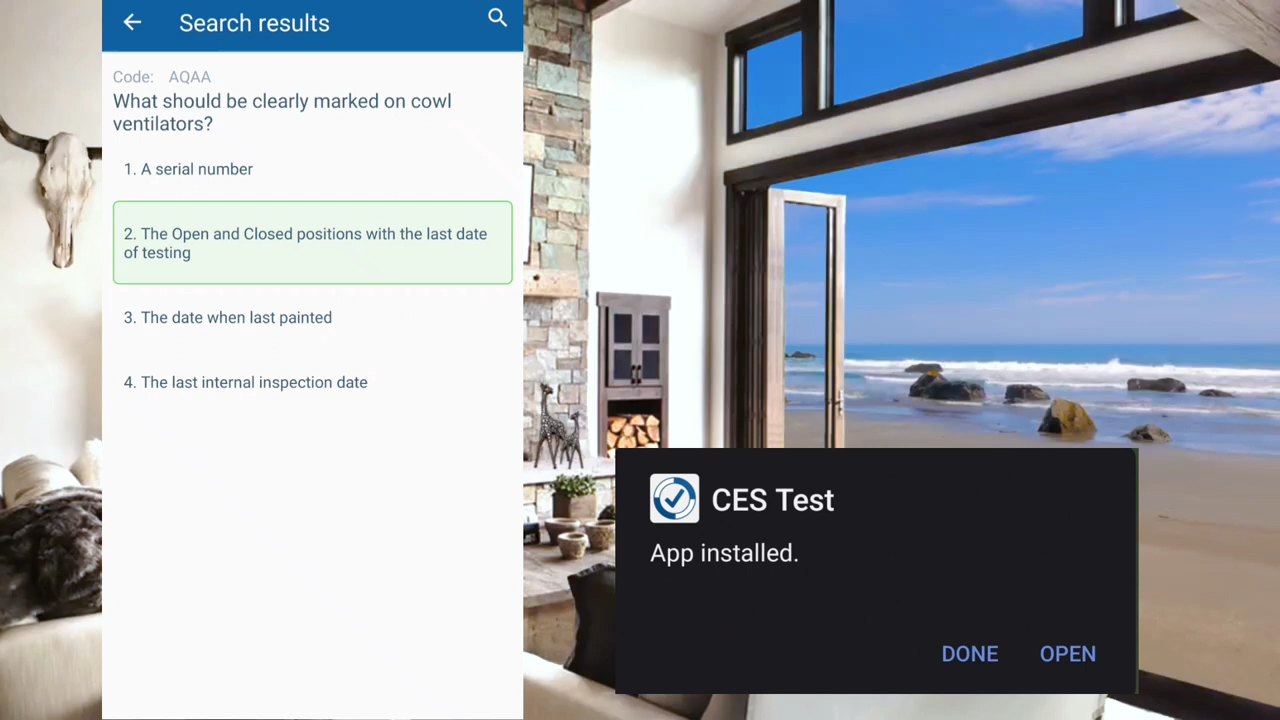 Search results
Code: AQAA
What should be clearly marked on cowl
ventilators?
1. A serial number
2. The Open and Closed positions with the last date
of testing
3. The date when last painted
4. The last internal inspection date
CES Test
App installed.
DONE OPEN